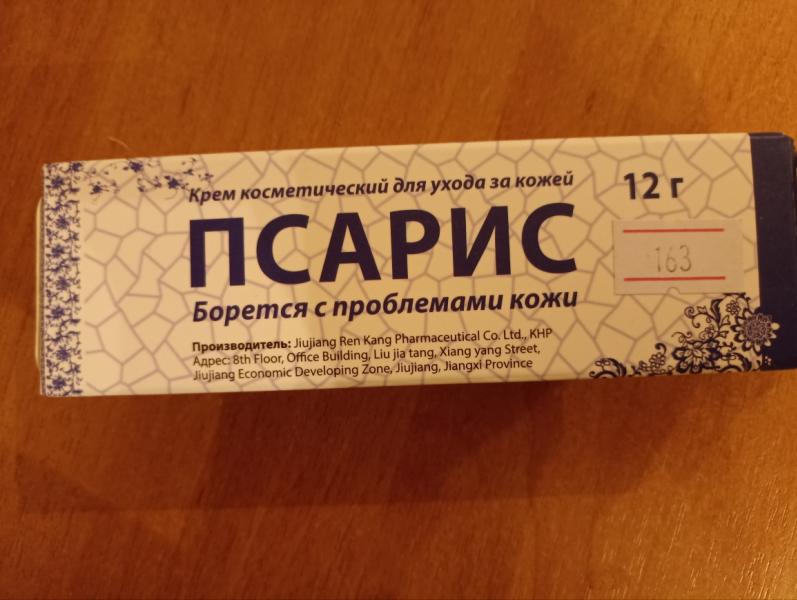 Крем косметический для ухода за кожей
12 г
ПСАРИС
163
Борется с проблемами кожи
Производитель: Jiujiang Ren Kang Pharmaceutical Co. Ltd., КНР
Адрес: 8th Floor, Office Building, Liu jia tang, Xiang yang Street,
Jiujiang Economic Developing Zone, Jiujiang, Jiangxi Province